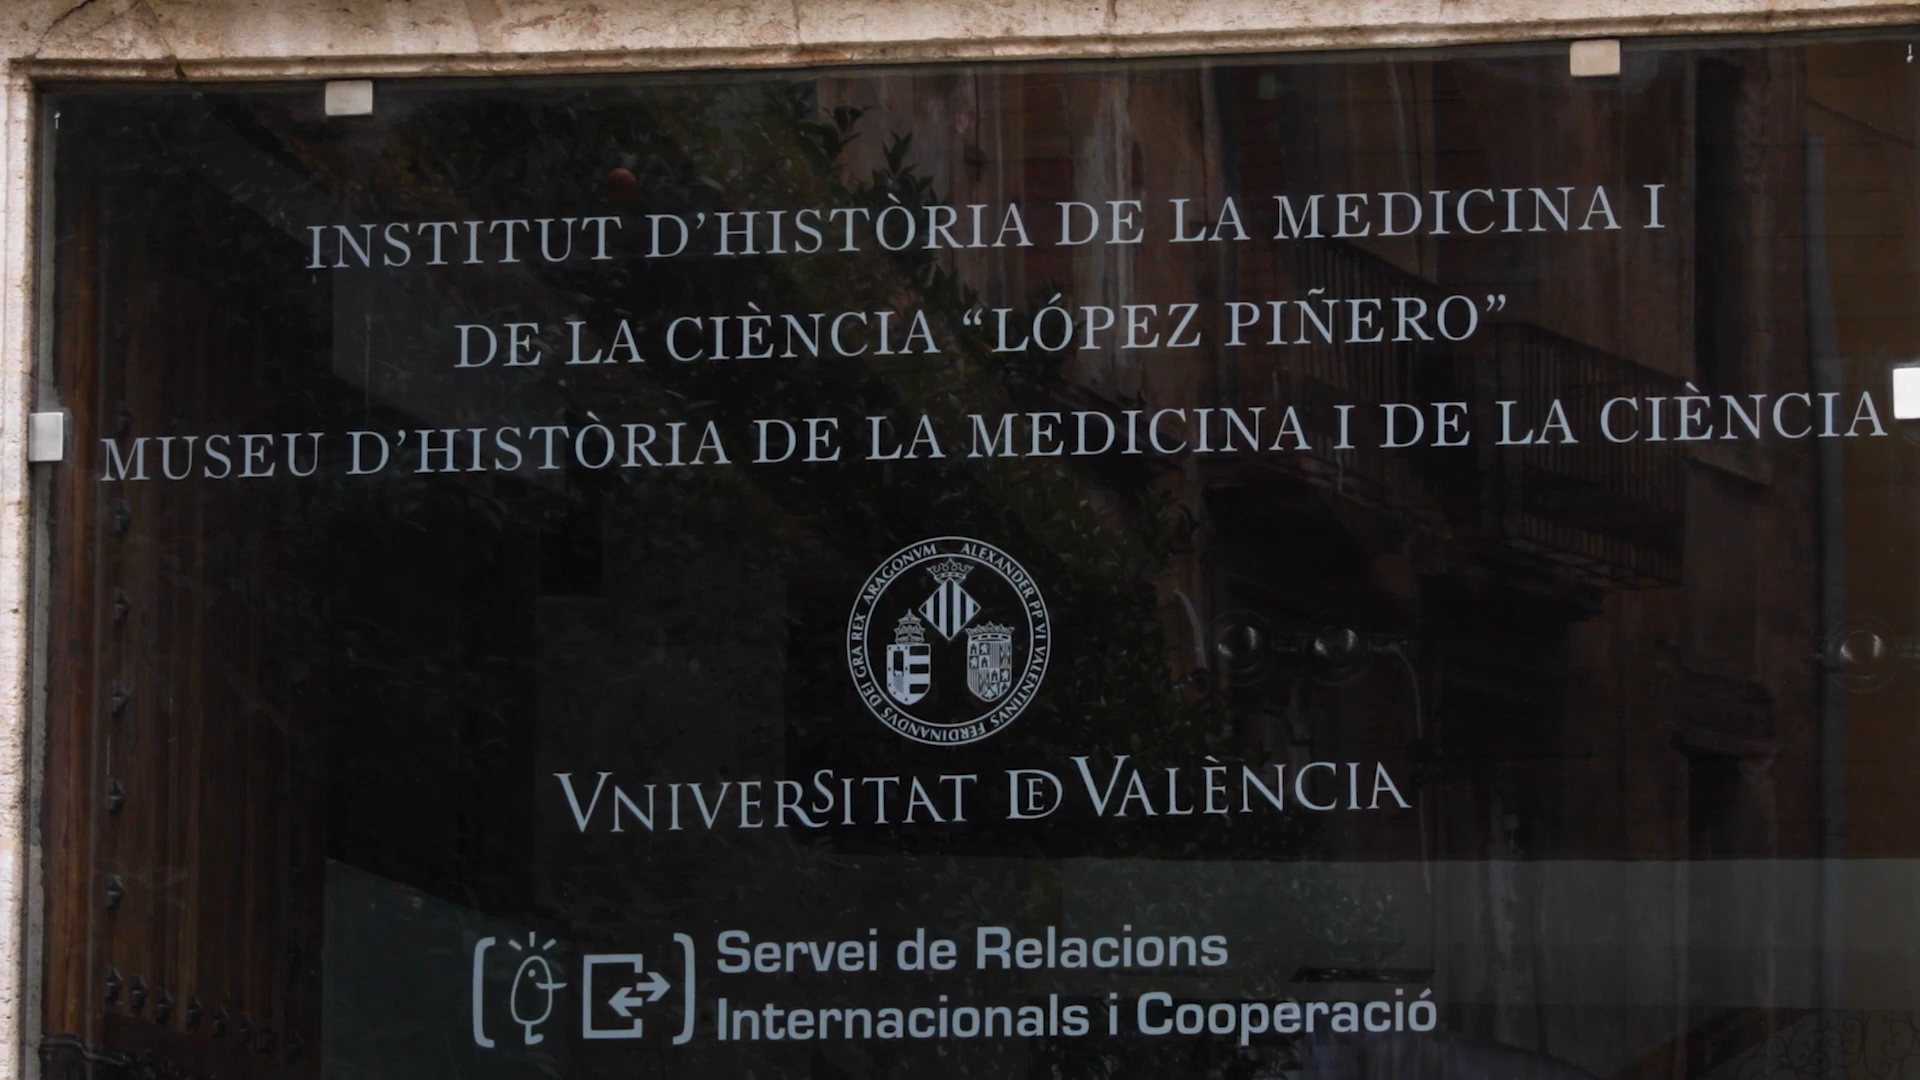 INSTITUT D’HISTÒRIA DE LA MEDICINA I
DE LA CIÈNCIA “LÓPEZ PIÑERO”
MUSEU D’HISTÒRIA DE LA MEDICINA I DE LA CIÈNCIA
ALEXANDER PP VI VALENTINVS FERDINANDVS DEI GRA REX ARAGONVM
VNIVERSITAT DE VALÈNCIA
Servei de Relacions
Internacionals i Cooperació